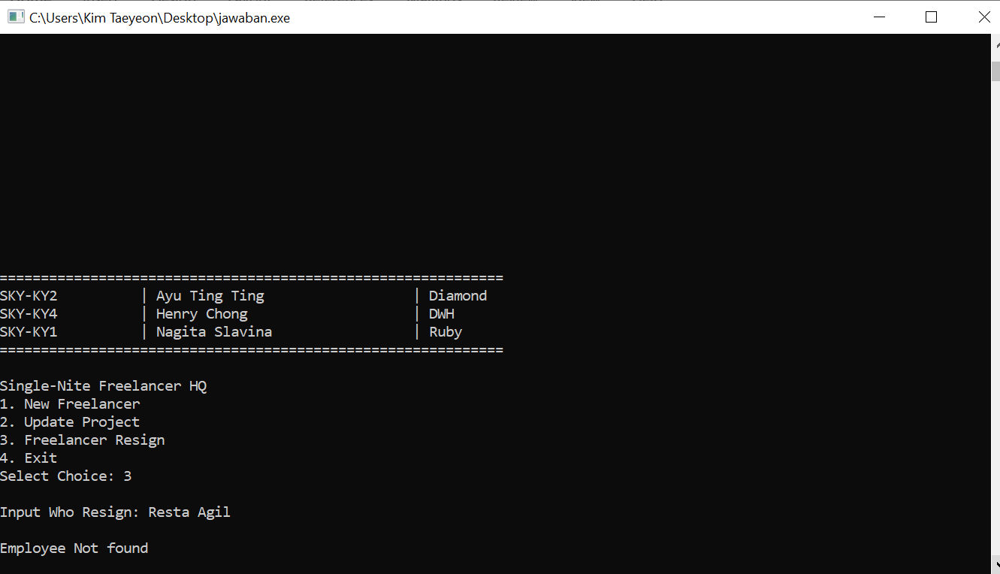 C:\Users\Kim Taeyeon\Desktop\jawaban.exe
=============================================================
SKY-KY2          | Ayu Ting Ting                  | Diamond
SKY-KY4          | Henry Chong                    | DWH
SKY-KY1          | Nagita Slavina                 | Ruby
=============================================================
Single-Nite Freelancer HQ
1. New Freelancer
2. Update Project
3. Freelancer Resign
4. Exit
Select Choice: 3
Input Who Resign: Resta Agil
Employee Not found